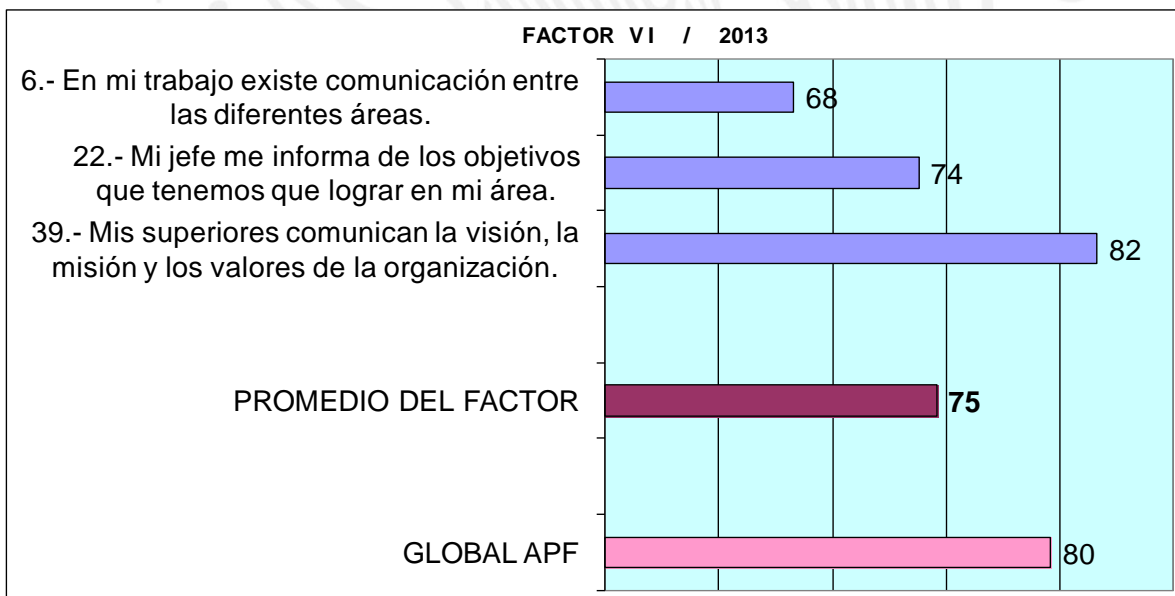 FACTOR VI / 2013
6.- En mi trabajo existe comunicación entre
las diferentes áreas.
68
22.- Mi jefe me informa de los objetivos
que tenemos que lograr en mi área.
74
39.- Mis superiores comunican la visión, la
misión y los valores de la organización.
82
PROMEDIO DEL FACTOR
75
GLOBAL APF
80